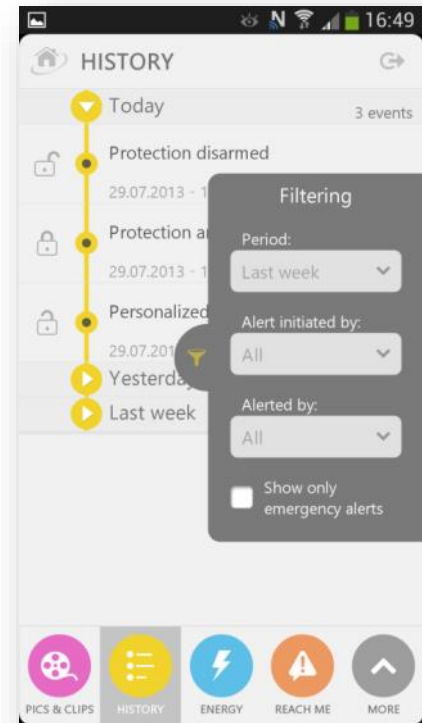 16:49
HISTORY
Today
3 events
Protection disarmed
29.07.2013 - 1
Protection
29.07.2013 - 1
Personalized
29.07.201
Yesterday
Last week
Filtering
Period:
Last week
Alert initiated by:
All
Alerted by:
All
Show only
emergency alerts
PICS & CLIPS
HISTORY
ENERGY
REACH ME
MORE